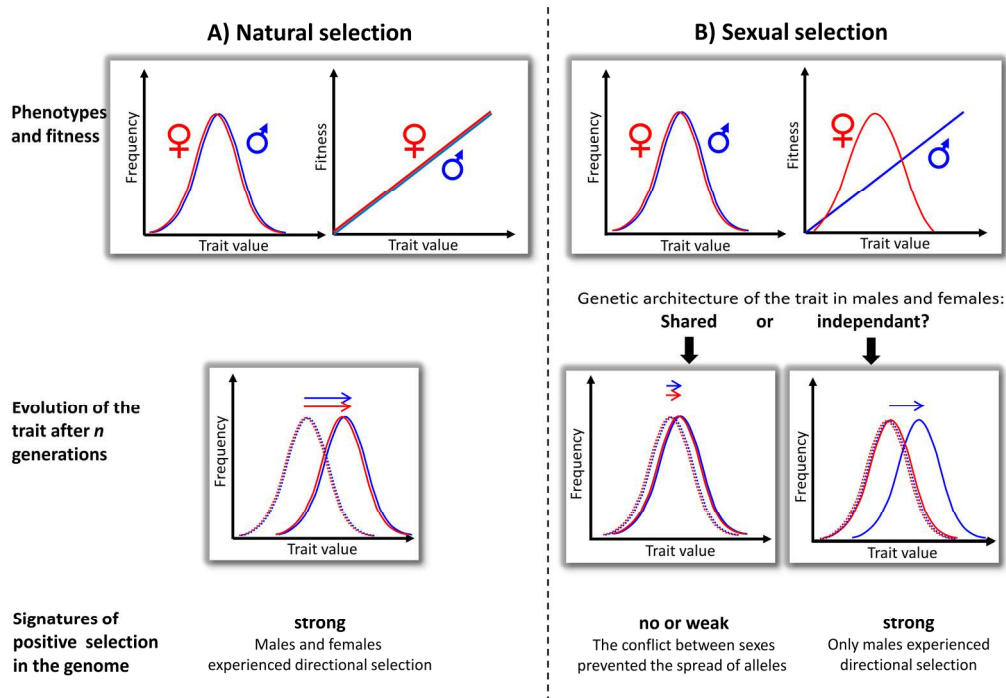 A) Natural selection
B) Sexual selection
Phenotypes
and fitness
Frequency
♀
♂
Trait value
Fitness
♀
♂
Trait value
Frequency
♀
♂
Trait value
Fitness
♀
♂
Trait value
Genetic architecture of the trait in males and females:
Shared or independant?
Evolution of the
trait after n
generations
Frequency
Trait value
Frequency
Trait value
Frequency
Trait value
Signatures of
positive selection
in the genome
strong
Males and females
experienced directional selection
no or weak
The conflict between sexes
prevented the spread of alleles
strong
Only males experienced
directional selection